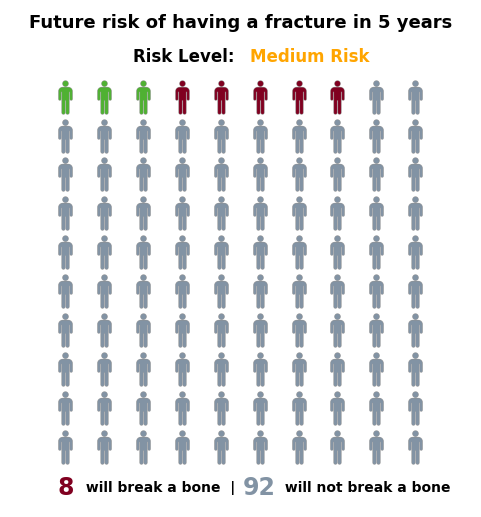 Future risk of having a fracture in 5 years
Risk Level: Medium Risk
8 will break a bone | 92 will not break a bone